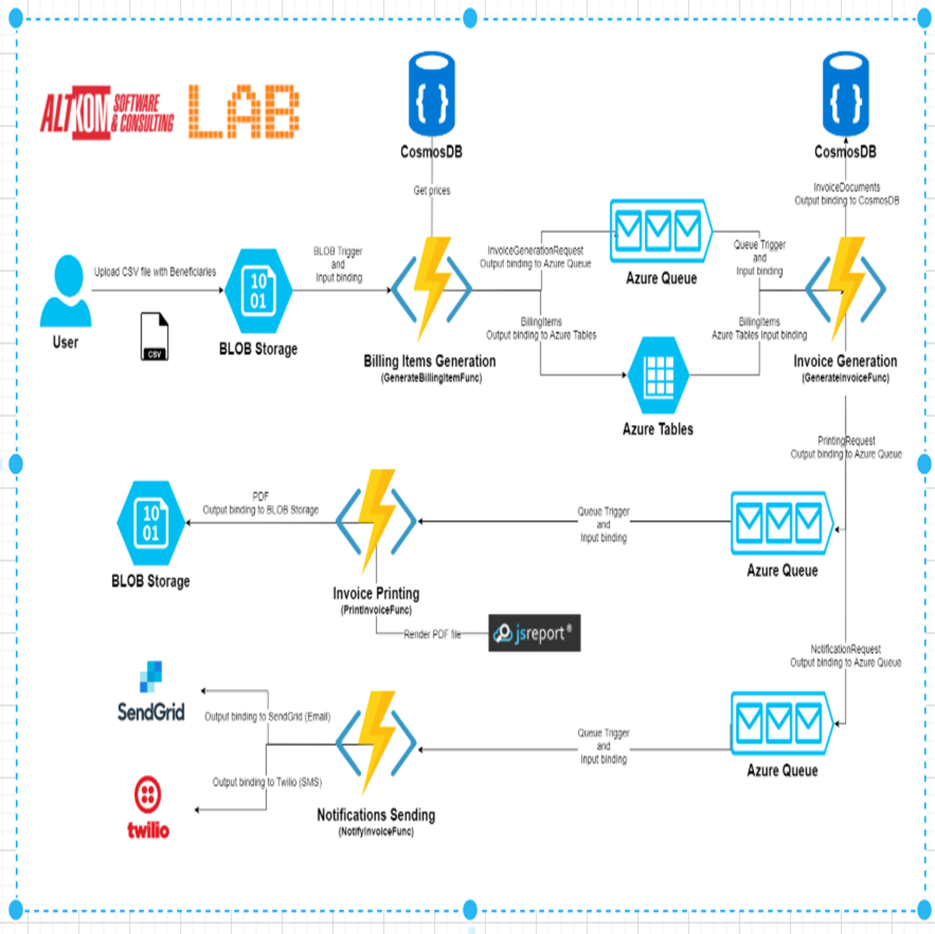 ALTKOM SOFTWARE
& CONSULTING
LAB
CosmosDB
CosmosDB
Get prices
InvoiceDocuments
Output binding to CosmosDB
Upload CSV file with Beneficiaries
BLOB Trigger
and
Input binding
InvoiceGenerationRequest
Output binding to Azure Queue
Queue Trigger
and
Input binding
Azure Queue
10
01
CSV
User
BLOB Storage
BillingItems
Output binding to Azure Tables
BillingItems
Azure Tables Input binding
Billing Items Generation
(GenerateBillingItemFunc)
Invoice Generation
(GenerateInvoiceFunc)
Azure Tables
PrintingRequest
Output binding to Azure Queue
10
01
PDF
Output binding to BLOB Storage
Queue Trigger
and
Input binding
BLOB Storage
Azure Queue
Invoice Printing
(PrintInvoiceFunc)
Render PDF file
jsreport®
NotificationRequest
Output binding to Azure Queue
SendGrid
Output binding to SendGrid (Email)
Queue Trigger
and
Input binding
Azure Queue
Output binding to Twilio (SMS)
twilio
Notifications Sending
(NotifyInvoiceFunc)